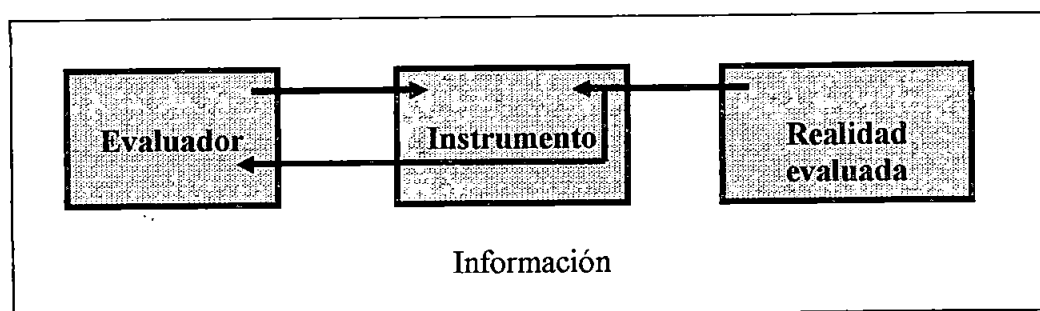 Evaluador
Instrumento
Realidad
evaluada
Información